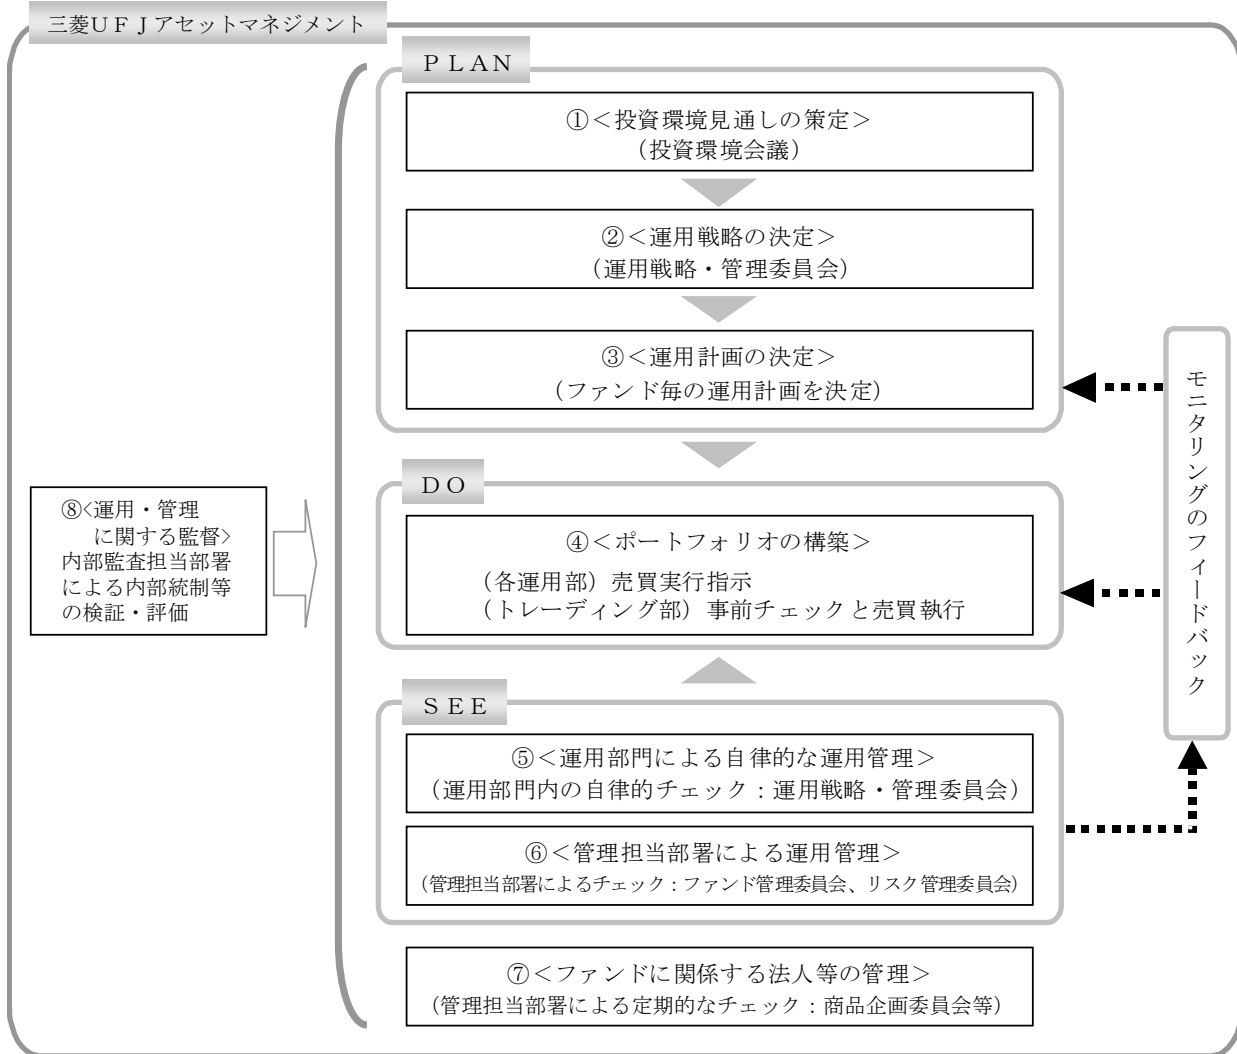 三菱ＵＦＪアセットマネジメント
ＰＬＡＮ
①＜投資環境見通しの策定＞
（投資環境会議）
②＜運用戦略の決定＞
（運用戦略・管理委員会）
③＜運用計画の決定＞
（ファンド毎の運用計画を決定）
ＤＯ
④＜ポートフォリオの構築＞
（各運用部）売買実行指示
（トレーディング部）事前チェックと売買執行
ＳＥＥ
⑤＜運用部門による自律的な運用管理＞
（運用部門内の自律的チェック：運用戦略・管理委員会）
⑥＜管理担当部署による運用管理＞
（管理担当部署によるチェック：ファンド管理委員会、リスク管理委員会）
⑦＜ファンドに関係する法人等の管理＞
（管理担当部署による定期的なチェック：商品企画委員会等）
⑧<運用・管理
に関する監督>
内部監査担当部署
による内部統制等
の検証・評価
モニタリングのフィードバック